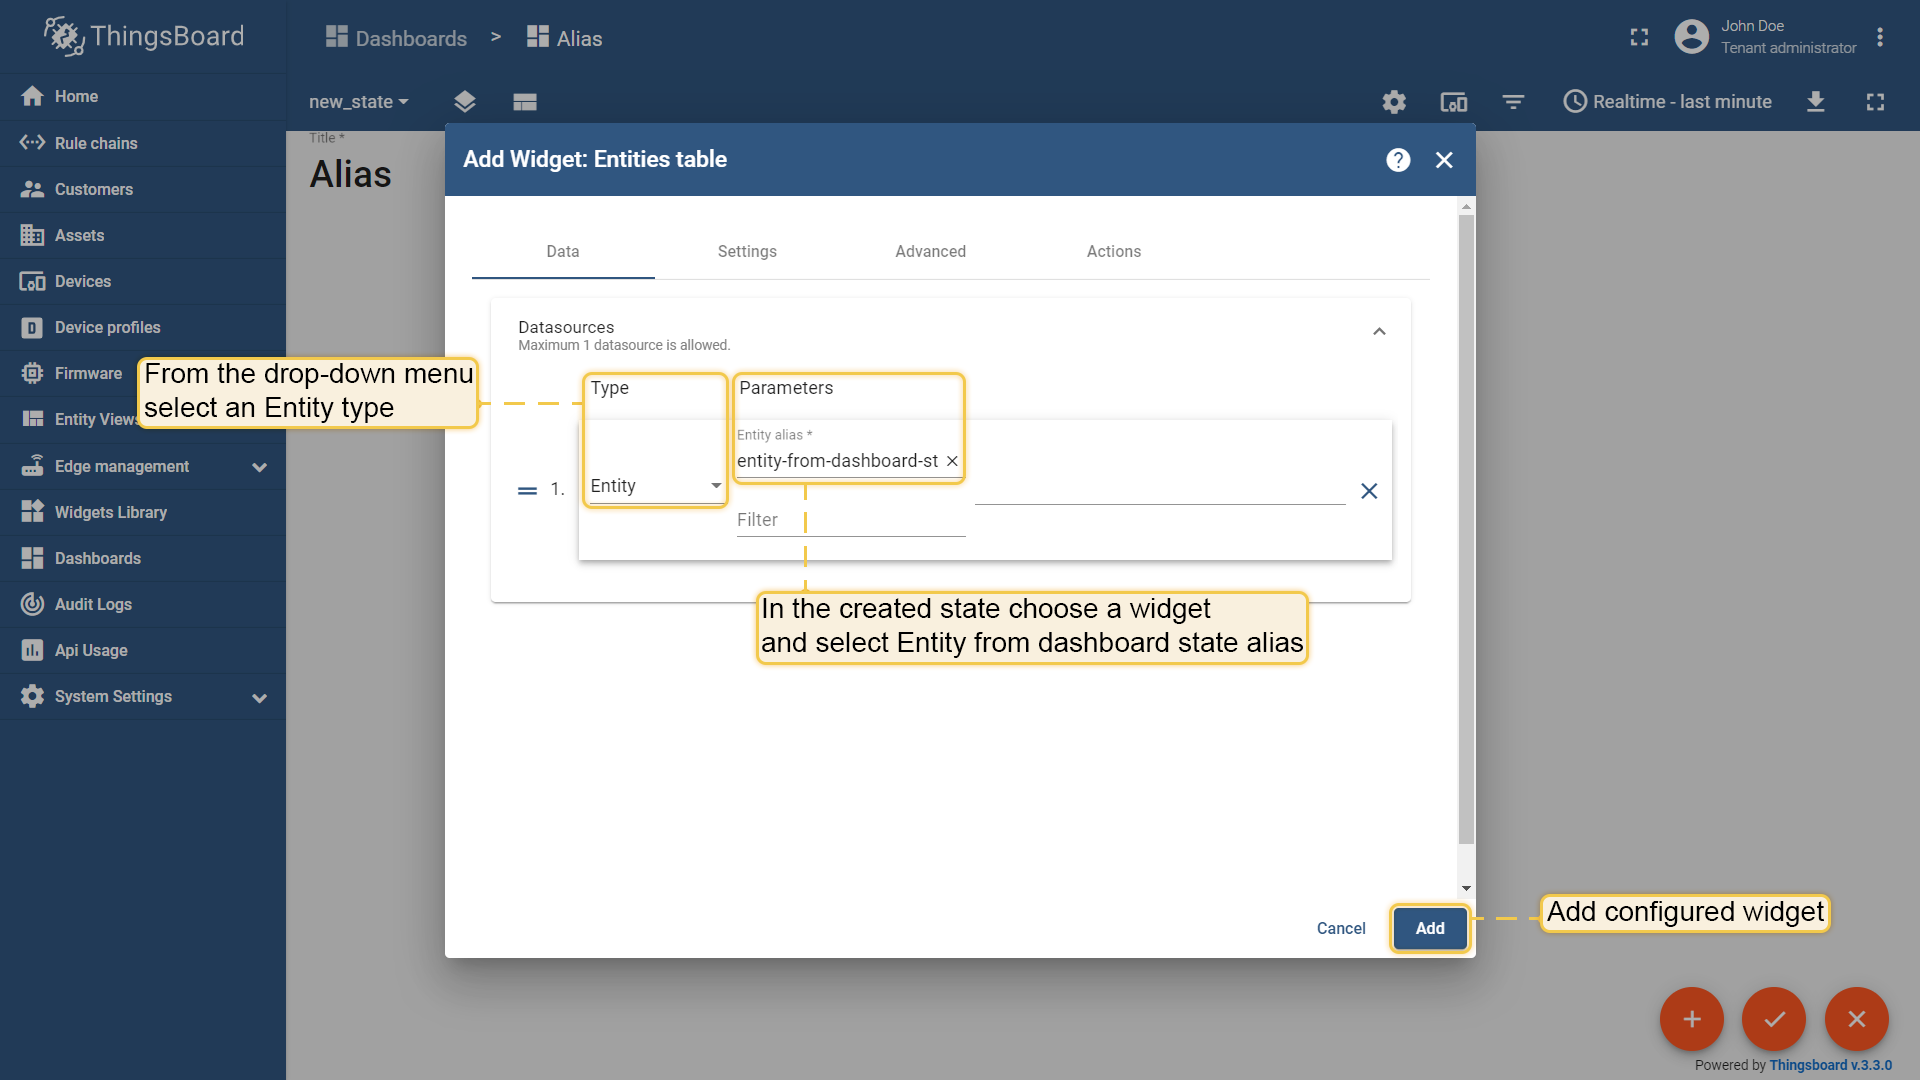 ThingsBoard
Dashboards > Alias
John Doe
Tenant administrator
Home
Rule chains
Customers
Assets
Devices
Device profiles
Firmware
Entity Views
Edge management
Widgets Library
Dashboards
Audit Logs
Api Usage
System Settings
new_state
Realtime - last minute
Title *
Alias
Add Widget: Entities table
?
Data Settings Advanced Actions
Datasources
Maximum 1 datasource is allowed.
From the drop-down menu
select an Entity type
Type Parameters
Entity alias *
entity-from-dashboard-st
1. Entity
Filter
In the created state choose a widget
and select Entity from dashboard state alias
Cancel Add
Add configured widget
Powered by Thingsboard v.3.3.0